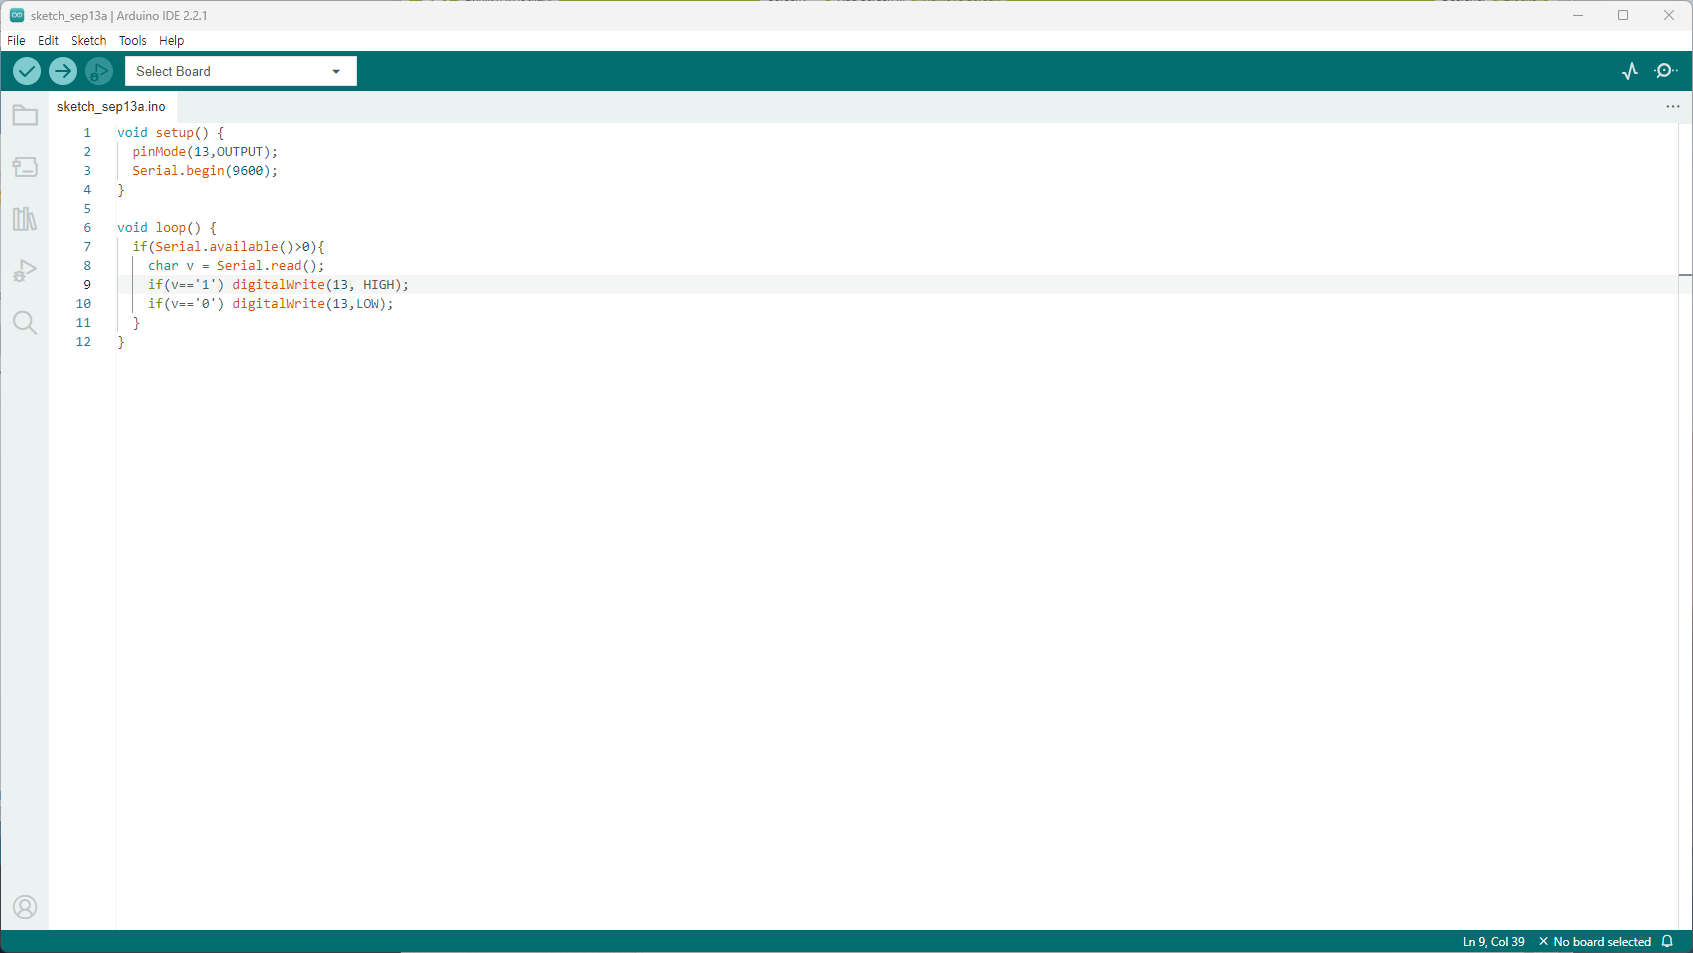 sketch_sep13a | Arduino IDE 2.2.1
File Edit Sketch Tools Help
Select Board
sketch_sep13a.ino
1 void setup() {
2   pinMode(13,OUTPUT);
3   Serial.begin(9600);
4 }
5
6 void loop() {
7   if(Serial.available()>0){
8     char v = Serial.read();
9     if(v=='1') digitalWrite(13, HIGH);
10     if(v=='0') digitalWrite(13,LOW);
11   }
12 }
Ln 9, Col 39 × No board selected